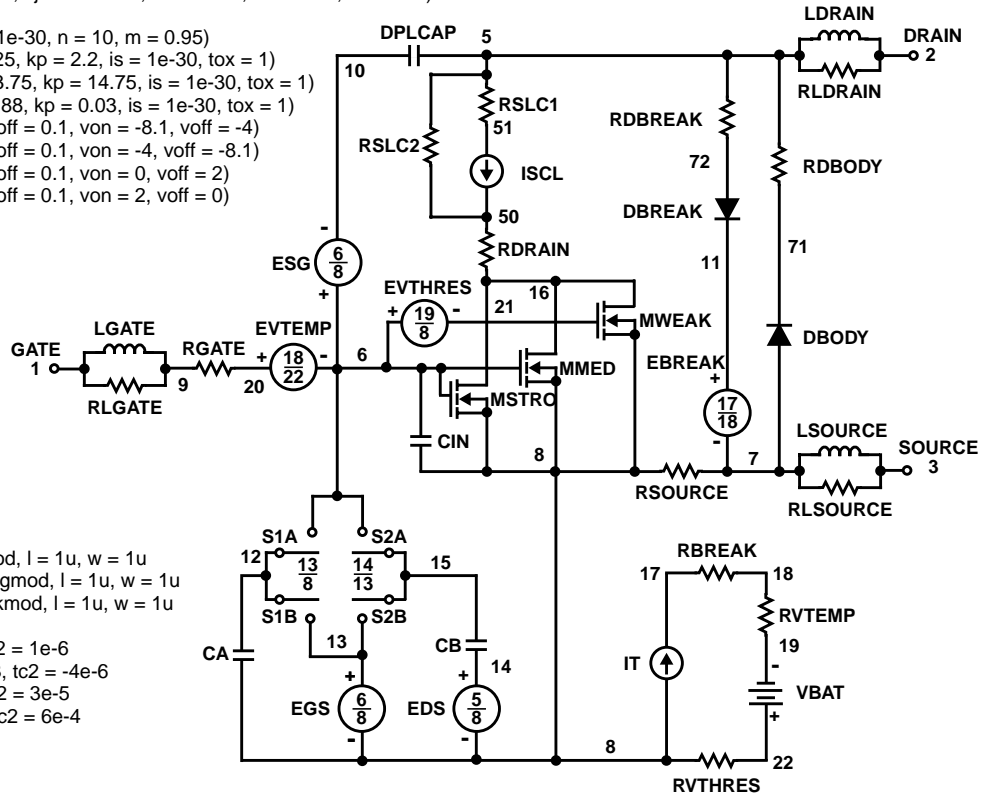 LDRAIN
DPLCAP 5 DRAIN
1e-30, n = 10, m = 0.95)
10 2
25, kp = 2.2, is = 1e-30, tox = 1)
RLDRAIN
3.75, kp = 14.75, is = 1e-30, tox = 1)
RSLC1
88, kp = 0.03, is = 1e-30, tox = 1)
RDBREAK
51
off = 0.1, von = -8.1, voff = -4)
RSLC2
off = 0.1, von = -4, voff = -8.1)
72 RDBODY
off = 0.1, von = 0, voff = 2)
ISCL
off = 0.1, von = 2, voff = 0)
DBREAK
50
-
RDRAIN
71
ESG 6
8
11
+
EVTHRES 16
21
+ 19 -
8
MWEAK
LGATE EVTEMP
DBODY
GATE RGATE + 18 - 6
22
EBREAK
MMED +
1
9 20
MSTRO 17
18
RLGATE
-
LSOURCE
CIN SOURCE
8 7
3
RSOURCE
RLSOURCE
S1A S2A
12 13
8
14
13
15
RBREAK
od, l = 1u, w = 1u
17 18
gmod, l = 1u, w = 1u
kmod, l = 1u, w = 1u
S1B S2B
RVTEMP
13 CB 19
CA
2 = 1e-6
IT -
14
, tc2 = -4e-6
+ +
VBAT
2 = 3e-5
EGS 6
8
EDS 5
8
c2 = 6e-4
+
- - 8
22
RVTHRES